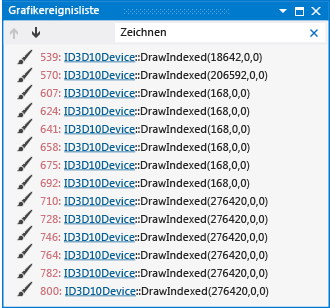 Grafikereignisliste
Zeichnen
539: ID3D10Device::DrawIndexed(18642,0,0)
570: ID3D10Device::DrawIndexed(206592,0,0)
607: ID3D10Device::DrawIndexed(168,0,0)
624: ID3D10Device::DrawIndexed(168,0,0)
641: ID3D10Device::DrawIndexed(168,0,0)
658: ID3D10Device::DrawIndexed(168,0,0)
675: ID3D10Device::DrawIndexed(168,0,0)
692: ID3D10Device::DrawIndexed(168,0,0)
710: ID3D10Device::DrawIndexed(276420,0,0)
728: ID3D10Device::DrawIndexed(276420,0,0)
746: ID3D10Device::DrawIndexed(276420,0,0)
764: ID3D10Device::DrawIndexed(276420,0,0)
782: ID3D10Device::DrawIndexed(276420,0,0)
800: ID3D10Device::DrawIndexed(276420,0,0)